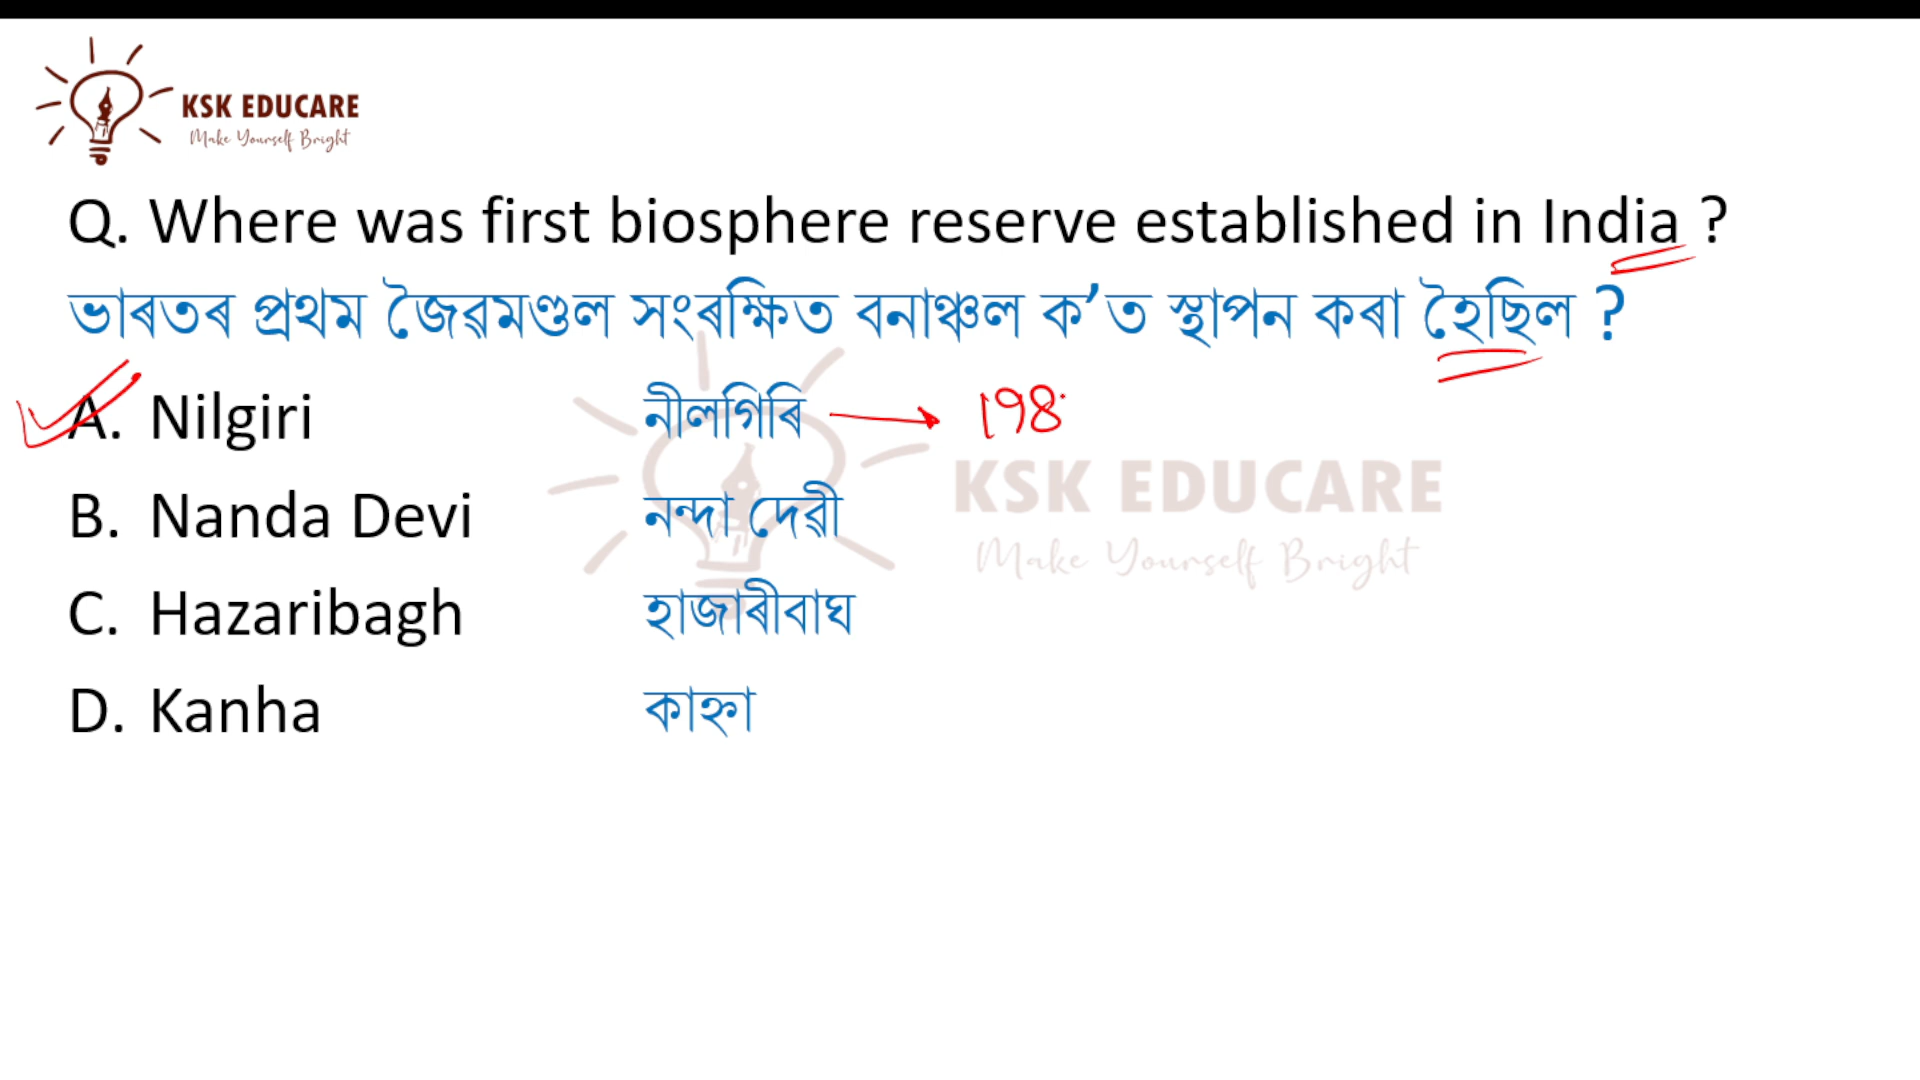 KSK EDUCARE
Make Yourself Bright
Q. Where was first biosphere reserve established in India ?
ভাৰতৰ প্ৰথম জৈৱমণ্ডল সংৰক্ষিত বনাঞ্চল ক’ত স্থাপন কৰা হৈছিল ?
A. Nilgiri নীলগিৰি 198
B. Nanda Devi নন্দা দেৱী
C. Hazaribagh হাজাৰীবাঘ
D. Kanha কাহ্না
KSK EDUCARE
Make Yourself Bright